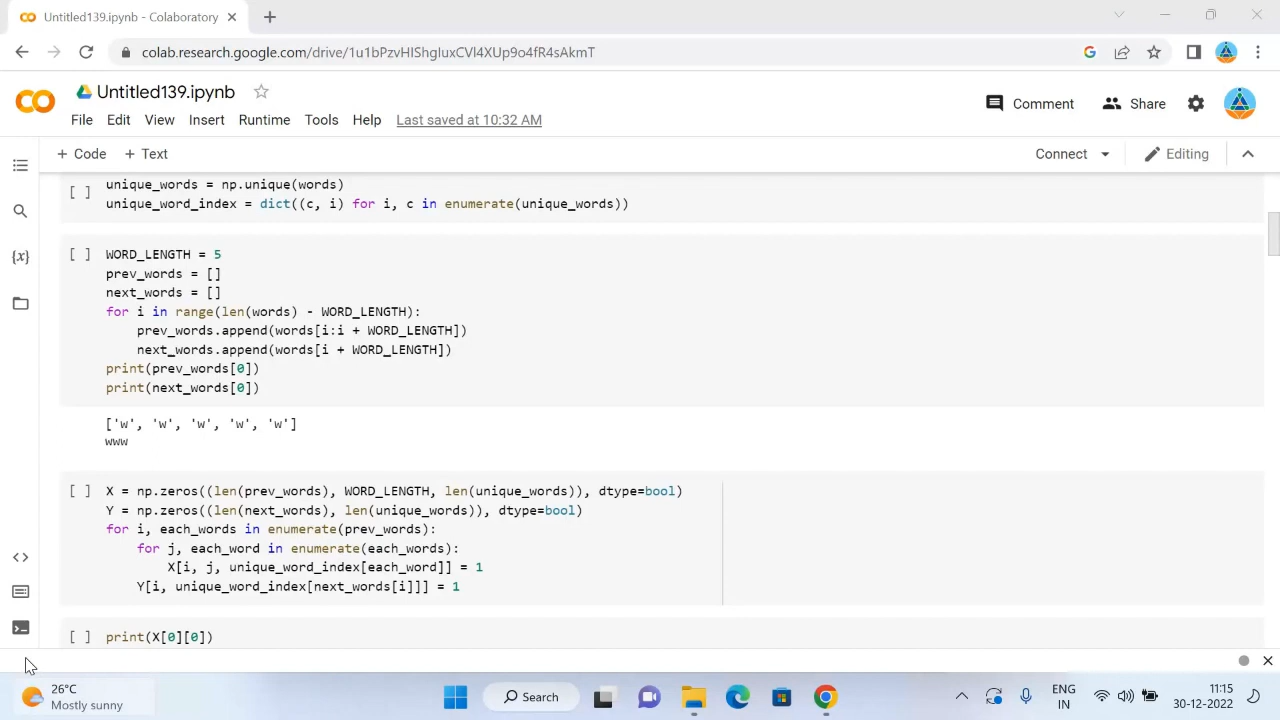 Untitled139.ipynb - Colaboratory
colab.research.google.com/drive/1u1bPzvHIShgIuxCVl4XUp9o4fR4sAkmT
Untitled139.ipynb
Comment
Share
File Edit View Insert Runtime Tools Help Last saved at 10:32 AM
+ Code + Text
Connect
Editing
[ ] unique_words = np.unique(words)
unique_word_index = dict((c, i) for i, c in enumerate(unique_words))
[ ] WORD_LENGTH = 5
prev_words = []
next_words = []
for i in range(len(words) - WORD_LENGTH):
prev_words.append(words[i:i + WORD_LENGTH])
next_words.append(words[i + WORD_LENGTH])
print(prev_words[0])
print(next_words[0])
['w', 'w', 'w', 'w', 'w']
www
[ ] X = np.zeros((len(prev_words), WORD_LENGTH, len(unique_words)), dtype=bool)
Y = np.zeros((len(next_words), len(unique_words)), dtype=bool)
for i, each_words in enumerate(prev_words):
for j, each_word in enumerate(each_words):
X[i, j, unique_word_index[each_word]] = 1
Y[i, unique_word_index[next_words[i]]] = 1
[ ] print(X[0][0])
26°C
Mostly sunny
Search
ENG
IN
11:15
30-12-2022